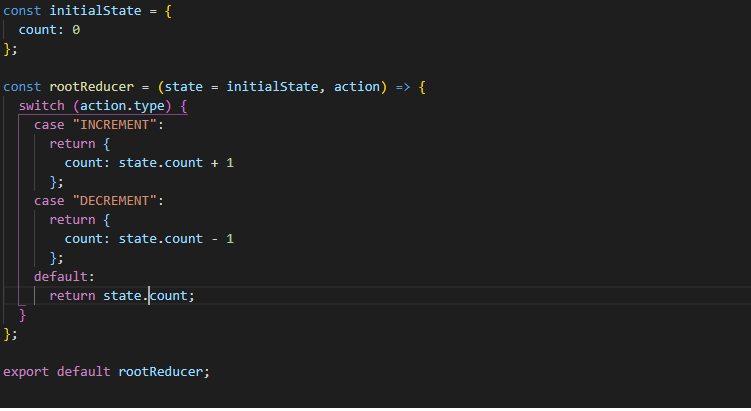 const initialState = {
  count: 0
};

const rootReducer = (state = initialState, action) => {
  switch (action.type) {
    case "INCREMENT":
      return {
        count: state.count + 1
      };
    case "DECREMENT":
      return {
        count: state.count - 1
      };
    default:
      return state.count;
  }
};

export default rootReducer;